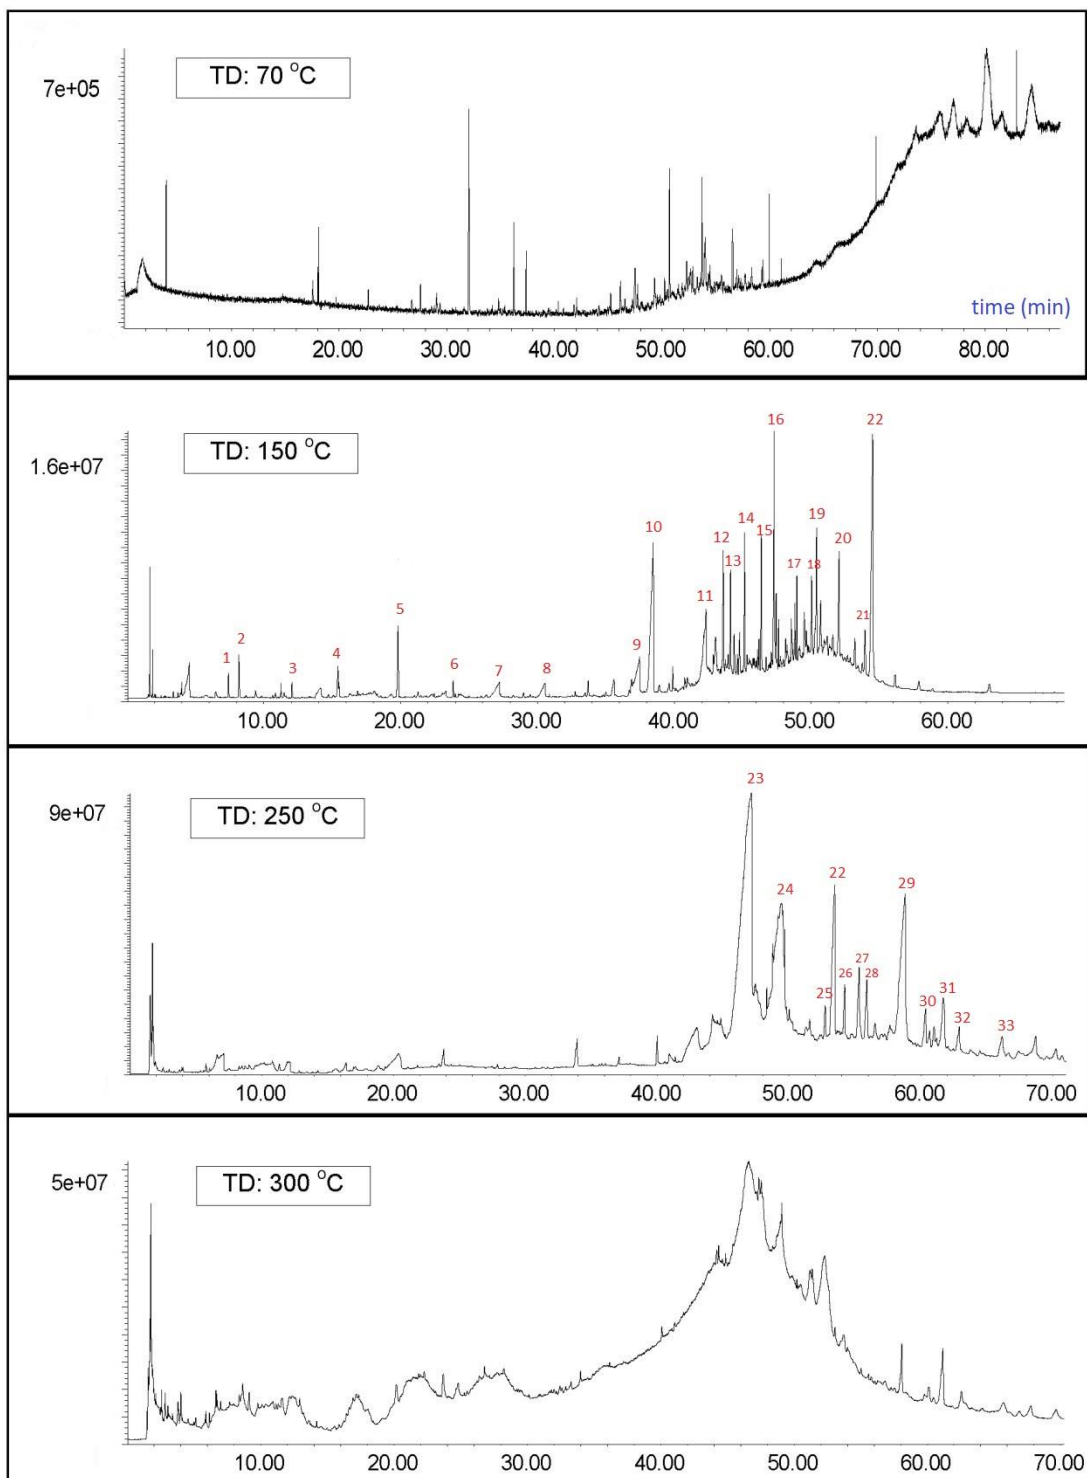 TD: 70 °C
7e+05
time (min)
10.00 20.00 30.00 40.00 50.00 60.00 70.00 80.00
TD: 150 °C
1.6e+07
1 2 3 4 5 6 7 8 9 10 11 12 13 14 15 16 17 18 19 20 21 22
10.00 20.00 30.00 40.00 50.00 60.00
TD: 250 °C
9e+07
23 24 25 22 26 27 28 29 30 31 32 33
10.00 20.00 30.00 40.00 50.00 60.00 70.00
TD: 300 °C
5e+07
10.00 20.00 30.00 40.00 50.00 60.00 70.00